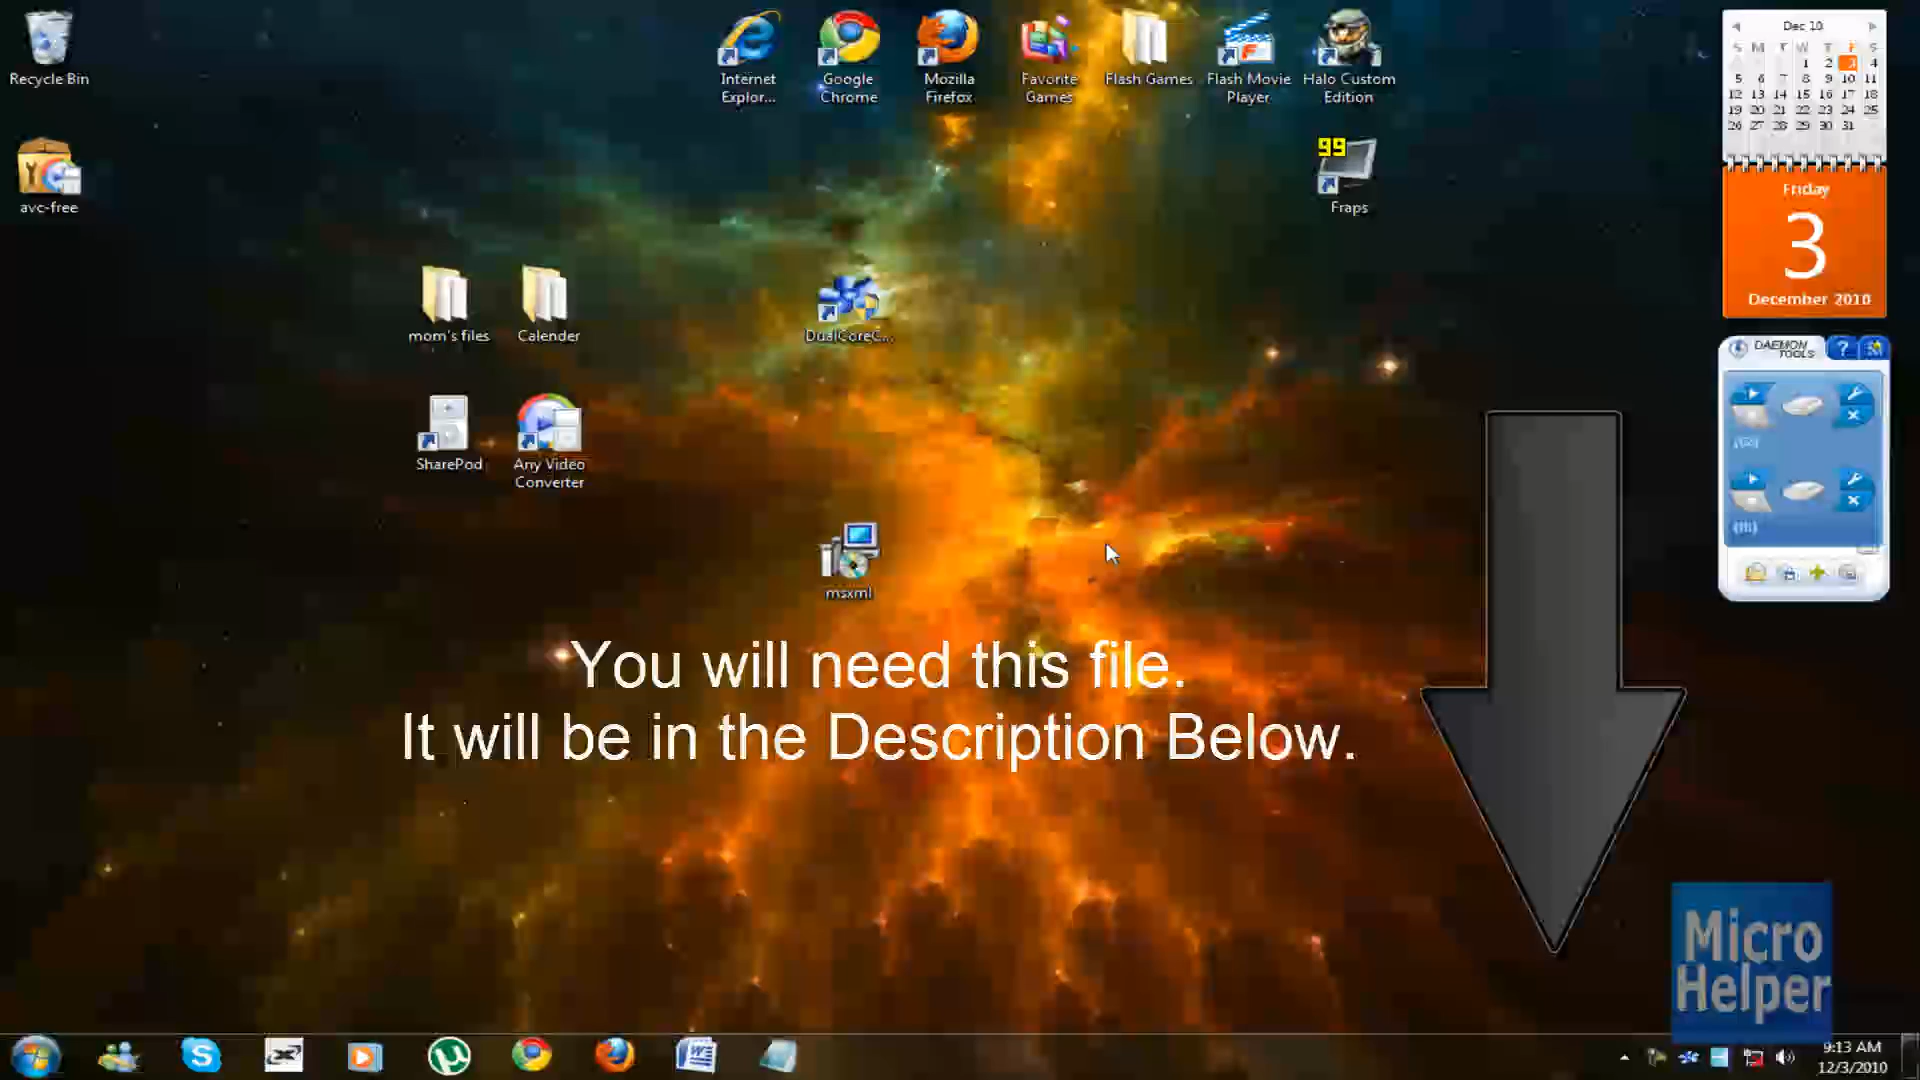 Recycle Bin
Internet Explor...
Google Chrome
Mozilla Firefox
Favorite Games
Flash Games
Flash Movie Player
Halo Custom Edition
Dec 10
S M T W T F S
1 2 3 4
5 6 7 8 9 10 11
12 13 14 15 16 17 18
19 20 21 22 23 24 25
26 27 28 29 30 31
avc-free
99
Fraps
Friday
3
December 2010
mom's files
Calender
DualCoreC...
DAEMON TOOLS
?
SharePod
Any Video Converter
msxml
You will need this file.
It will be in the Description Below.
Micro
Helper
9:13 AM
12/3/2010